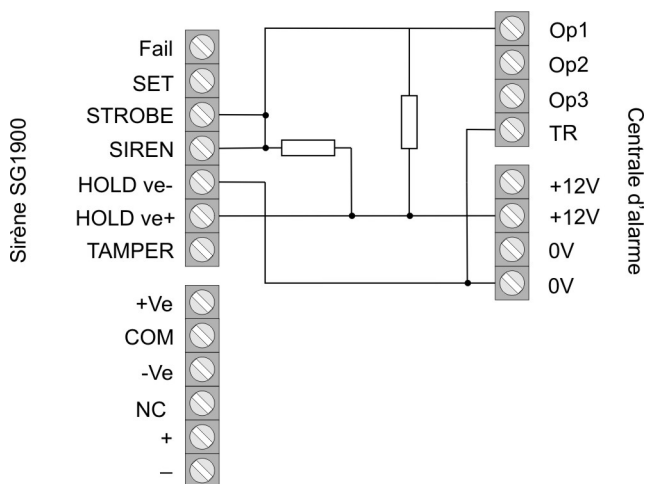 Sirène SG1900
Fail
SET
STROBE
SIREN
HOLD ve-
HOLD ve+
TAMPER
+Ve
COM
-Ve
NC
+
–
Op1
Op2
Op3
TR
+12V
+12V
0V
0V
Centrale d'alarme